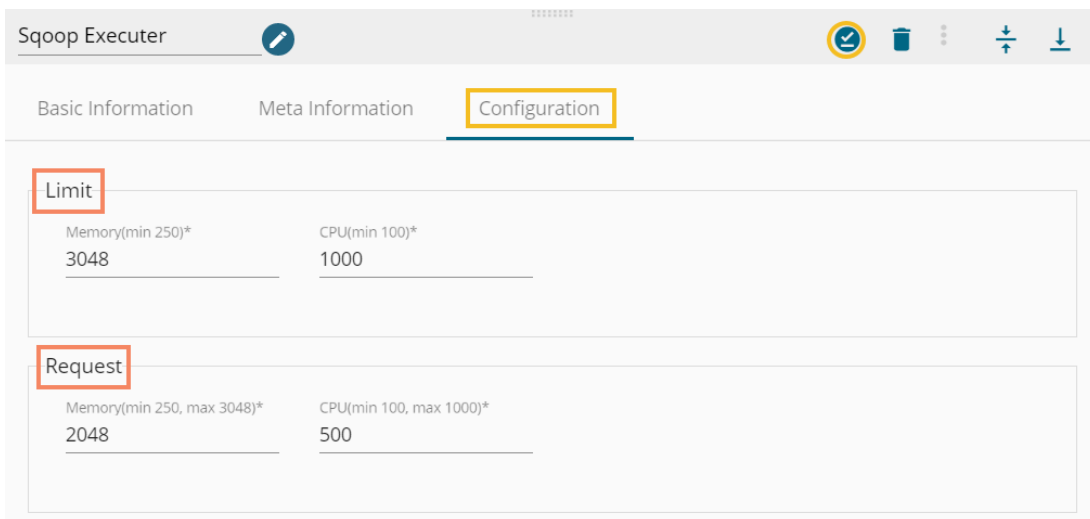 Sqoop Executer
Basic Information Meta Information Configuration
Limit
Memory(min 250)* CPU(min 100)*
3048 1000
Request
Memory(min 250, max 3048)* CPU(min 100, max 1000)*
2048 500